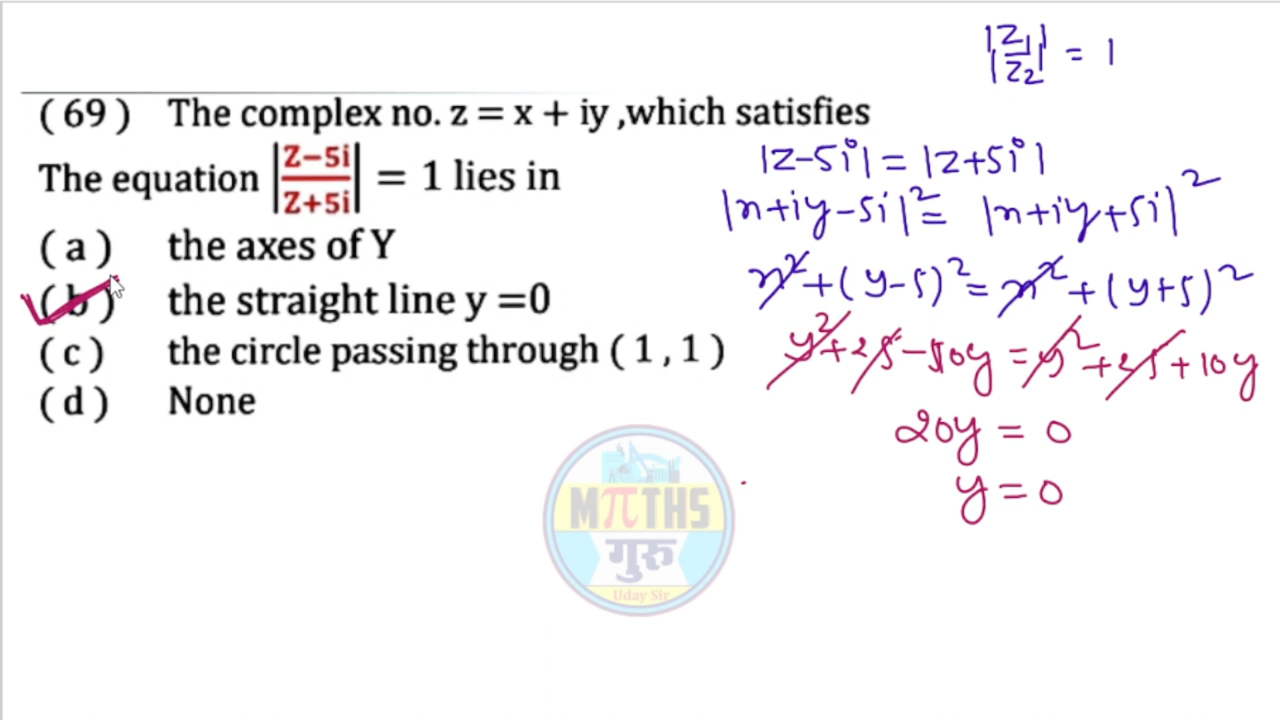 (69) The complex no. z = x + iy ,which satisfies
The equation |Z−5i / Z+5i| = 1 lies in
(a) the axes of Y
(b) the straight line y =0
(c) the circle passing through (1,1)
(d) None
|z₁|/|z₂| = 1
|z-5i| = |z+5i|
|x+iy-5i|² = |x+iy+5i|²
x²+(y-5)² = x²+(y+5)²
y²+25-10y = y²+25+10y
20y = 0
y = 0
MπTHS
गुरु
Uday Sir